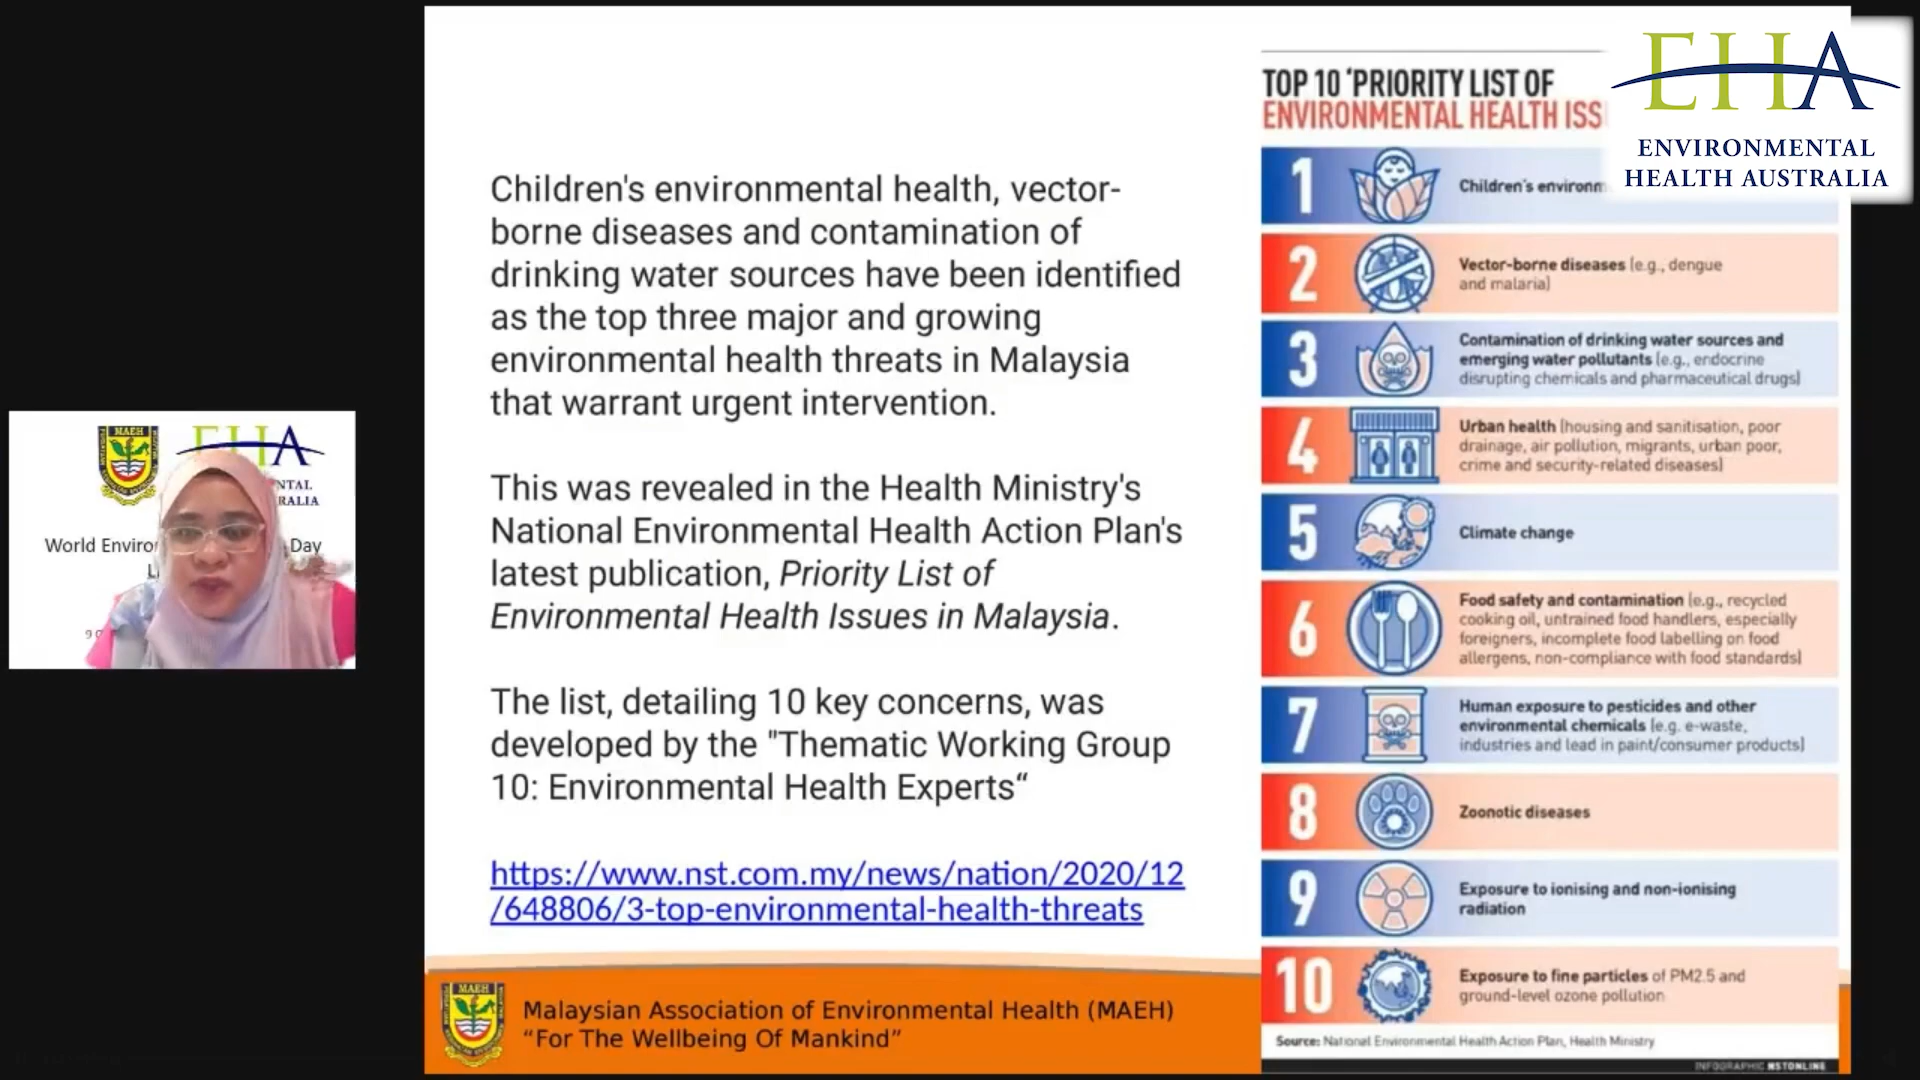 Children's environmental health, vector-
borne diseases and contamination of
drinking water sources have been identified
as the top three major and growing
environmental health threats in Malaysia
that warrant urgent intervention.
This was revealed in the Health Ministry's
National Environmental Health Action Plan's
latest publication, Priority List of
Environmental Health Issues in Malaysia.
The list, detailing 10 key concerns, was
developed by the "Thematic Working Group
10: Environmental Health Experts“
https://www.nst.com.my/news/nation/2020/12
/648806/3-top-environmental-health-threats
Malaysian Association of Environmental Health (MAEH)
“For The Wellbeing Of Mankind”
MAEH
TOP 10 ‘PRIORITY LIST OF
ENVIRONMENTAL HEALTH ISS
1
Children's environm
2
Vector-borne diseases (e.g., dengue
and malaria)
3
Contamination of drinking water sources and
emerging water pollutants (e.g., endocrine
disrupting chemicals and pharmaceutical drugs)
4
Urban health (housing and sanitisation, poor
drainage, air pollution, migrants, urban poor,
crime and security-related diseases)
5
Climate change
6
Food safety and contamination (e.g., recycled
cooking oil, untrained food handlers, especially
foreigners, incomplete food labelling on food
allergens, non-compliance with food standards)
7
Human exposure to pesticides and other
environmental chemicals (e.g. e-waste,
industries and lead in paint/consumer products)
8
Zoonotic diseases
9
Exposure to ionising and non-ionising
radiation
10
Exposure to fine particles of PM2.5 and
ground-level ozone pollution
Source: National Environmental Health Action Plan, Health Ministry
INFOGRAPHIC NSTONLINE
EHA
ENVIRONMENTAL
HEALTH AUSTRALIA
MAEH
EHA
NTAL
RALIA
World Enviro Day